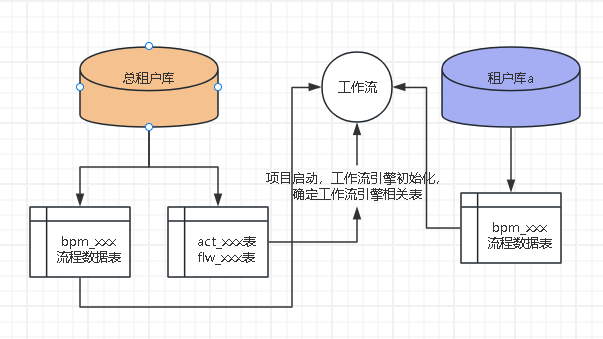 总租户库
工作流
租户库a
项目启动，工作流引擎初始化，
确定工作流引擎相关表
bpm_xxx
流程数据表
act_xxx表
flw_xxx表
bpm_xxx
流程数据表